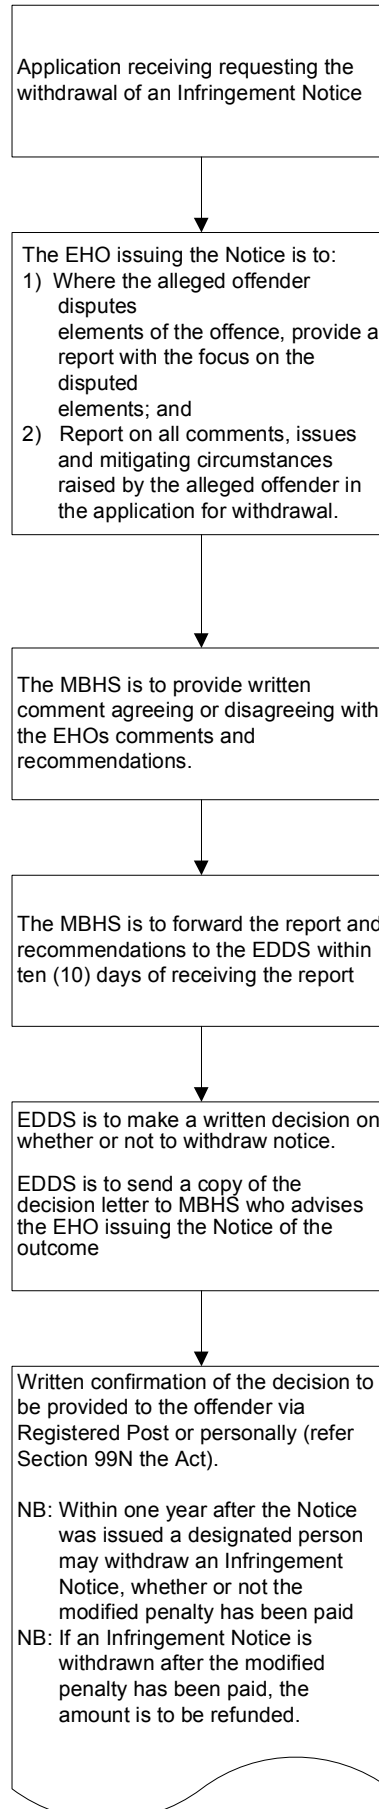 Application receiving requesting the
withdrawal of an Infringement Notice
The EHO issuing the Notice is to:
1) Where the alleged offender
disputes
elements of the offence, provide a
report with the focus on the
disputed
elements; and
2) Report on all comments, issues
and mitigating circumstances
raised by the alleged offender in
the application for withdrawal.
The MBHS is to provide written
comment agreeing or disagreeing with
the EHOs comments and
recommendations.
The MBHS is to forward the report and
recommendations to the EDDS within
ten (10) days of receiving the report
EDDS is to make a written decision on
whether or not to withdraw notice.
EDDS is to send a copy of the
decision letter to MBHS who advises
the EHO issuing the Notice of the
outcome
Written confirmation of the decision to
be provided to the offender via
Registered Post or personally (refer
Section 99N the Act).
NB: Within one year after the Notice
was issued a designated person
may withdraw an Infringement
Notice, whether or not the
modified penalty has been paid
NB: If an Infringement Notice is
withdrawn after the modified
penalty has been paid, the
amount is to be refunded.